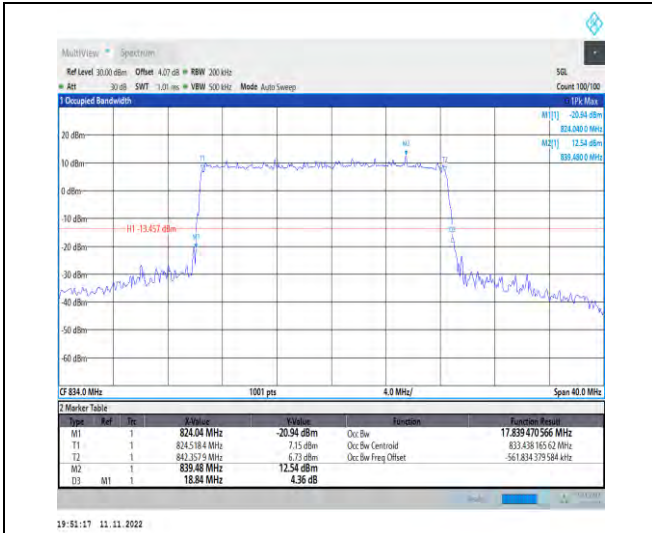 MultiView Spectrum
Ref Level 30.00 dBm Offset 4.07 dB RBW 200 kHz SGL
Att 30 dB SWT 1.01 ms VBW 500 kHz Mode Auto Sweep Count 100/100
1 Occupied Bandwidth 1Pk Max
M1[1] -20.94 dBm
824.0400 MHz
M2[1] 12.54 dBm
839.4800 MHz
20 dBm
M2
T1 T2
10 dBm
0 dBm
-10 dBm
H1 -13.457 dBm
M1
D3
-20 dBm
-30 dBm
-40 dBm
-50 dBm
-60 dBm
CF 834.0 MHz 1001 pts 4.0 MHz/ Span 40.0 MHz
2 Marker Table
Type Ref Trc X-Value Y-Value Function Function Result
M1 1 824.04 MHz -20.94 dBm Occ Bw 17.839 470 566 MHz
T1 1 824.518 4 MHz 7.15 dBm Occ Bw Centroid 833.438 165 62 MHz
T2 1 842.357 9 MHz 6.73 dBm Occ Bw Freq Offset -561.834 379 584 kHz
M2 1 839.48 MHz 12.54 dBm
D3 M1 1 18.84 MHz 4.36 dB
19:51:17 11.11.2022